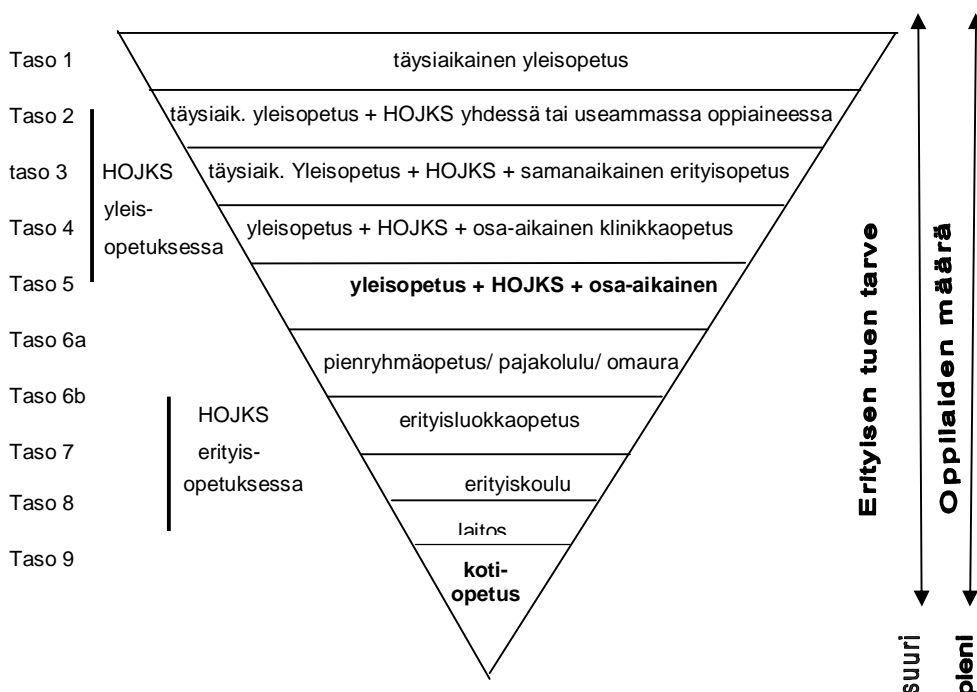 Taso 1
täysiaikainen yleisopetus
Taso 2
täysiaik. yleisopetus + HOJKS yhdessä tai useammassa oppiaineessa
taso 3
HOJKS
yleis-
opetuksessa
täysiaik. Yleisopetus + HOJKS + samanaikainen erityisopetus
Taso 4
yleisopetus + HOJKS + osa-aikainen klinikkaopetus
Taso 5
yleisopetus + HOJKS + osa-aikainen
Taso 6a
pienryhmäopetus/ pajakolulu/ omaura
Taso 6b
HOJKS
erityis-
opetuksessa
erityisluokkaopetus
Taso 7
erityiskoulu
Taso 8
laitos
Taso 9
koti-
opetus
Erityisen tuen tarve
Oppilaiden määrä
suuri
pieni